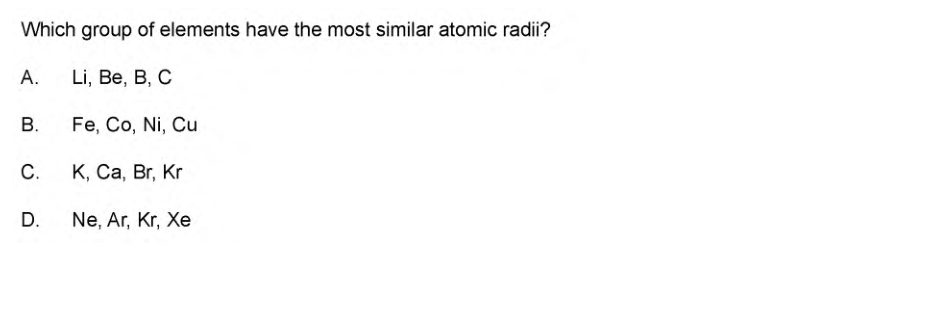 Which group of elements have the most similar atomic radii?
A. Li, Be, B, C
B. Fe, Co, Ni, Cu
C. K, Ca, Br, Kr
D. Ne, Ar, Kr, Xe